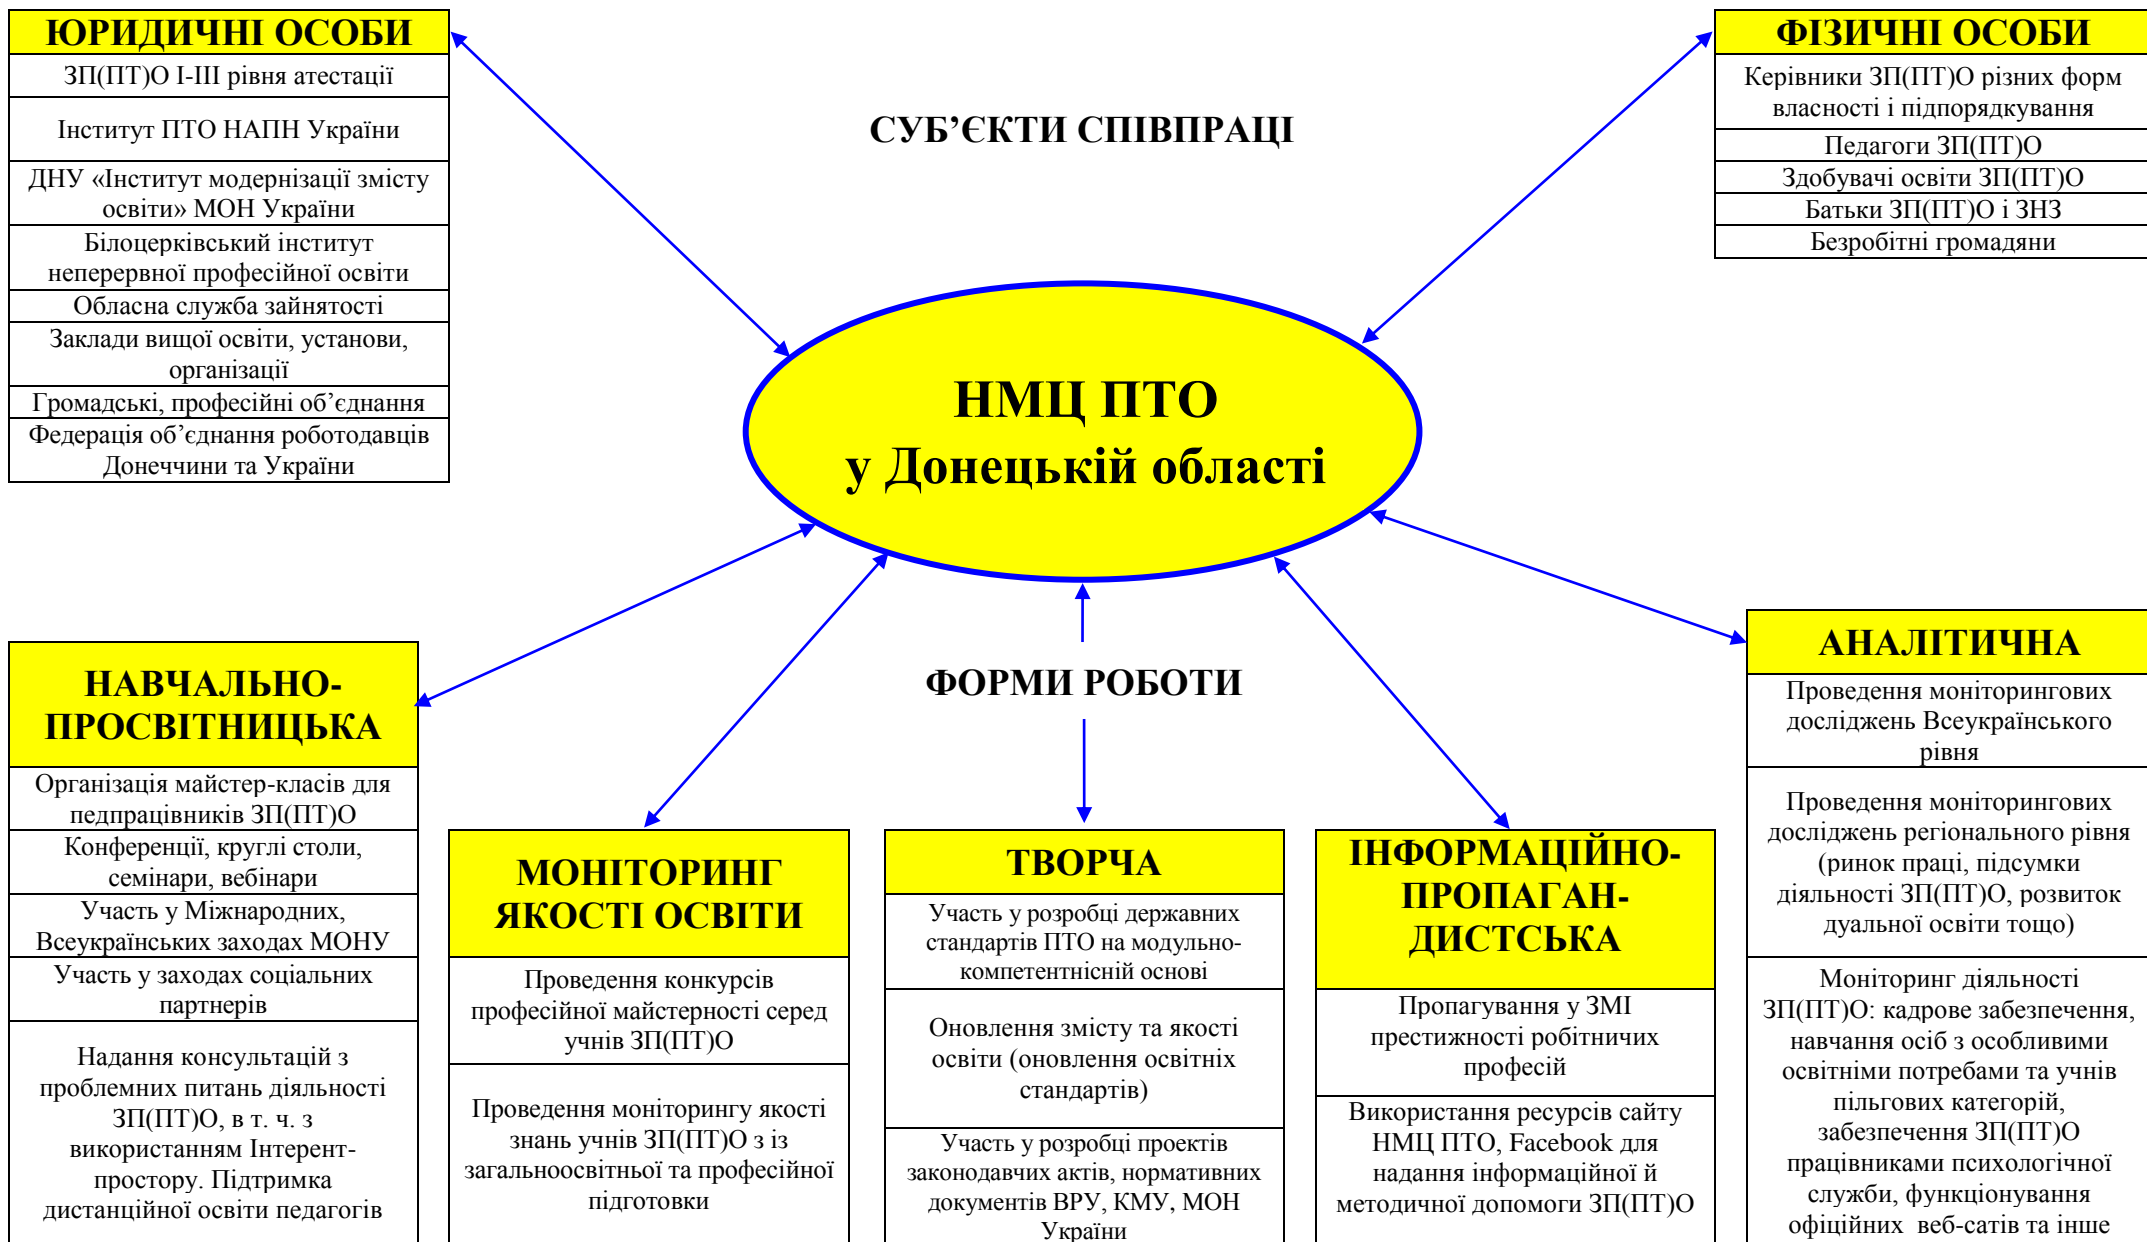 ЮРИДИЧНІ ОСОБИ
ЗП(ПТ)О І-ІІІ рівня атестації
Інститут ПТО НАПН України
ДНУ «Інститут модернізації змісту
освіти» МОН України
Білоцерківський інститут
неперервної професійної освіти
Обласна служба зайнятості
Заклади вищої освіти, установи,
організації
Громадські, професійні об’єднання
Федерація об’єднання роботодавців
Донеччини та України
СУБ’ЄКТИ СПІВПРАЦІ
ФІЗИЧНІ ОСОБИ
Керівники ЗП(ПТ)О різних форм
власності і підпорядкування
Педагоги ЗП(ПТ)О
Здобувачі освіти ЗП(ПТ)О
Батьки ЗП(ПТ)О і ЗНЗ
Безробітні громадяни
НМЦ ПТО
у Донецькій області
ФОРМИ РОБОТИ
НАВЧАЛЬНО-
ПРОСВІТНИЦЬКА
Організація майстер-класів для
педпрацівників ЗП(ПТ)О
Конференції, круглі столи,
семінари, вебінари
Участь у Міжнародних,
Всеукраїнських заходах МОНУ
Участь у заходах соціальних
партнерів
Надання консультацій з
проблемних питань діяльності
ЗП(ПТ)О, в т. ч. з
використанням Інтерент-
простору. Підтримка
дистанційної освіти педагогів
МОНІТОРИНГ
ЯКОСТІ ОСВІТИ
Проведення конкурсів
професійної майстерності серед
учнів ЗП(ПТ)О
Проведення моніторингу якості
знань учнів ЗП(ПТ)О з із
загальноосвітньої та професійної
підготовки
ТВОРЧА
Участь у розробці державних
стандартів ПТО на модульно-
компетентнісній основі
Оновлення змісту та якості
освіти (оновлення освітніх
стандартів)
Участь у розробці проектів
законодавчих актів, нормативних
документів ВРУ, КМУ, МОН
України
ІНФОРМАЦІЙНО-
ПРОПАГАН-
ДИСТСЬКА
Пропагування у ЗМІ
престижності робітничих
професій
Використання ресурсів сайту
НМЦ ПТО, Facebook для
надання інформаційної й
методичної допомоги ЗП(ПТ)О
АНАЛІТИЧНА
Проведення моніторингових
досліджень Всеукраїнського
рівня
Проведення моніторингових
досліджень регіонального рівня
(ринок праці, підсумки
діяльності ЗП(ПТ)О, розвиток
дуальної освіти тощо)
Моніторинг діяльності
ЗП(ПТ)О: кадрове забезпечення,
навчання осіб з особливими
освітніми потребами та учнів
пільгових категорій,
забезпечення ЗП(ПТ)О
працівниками психологічної
служби, функціонування
офіційних веб-сатів та інше